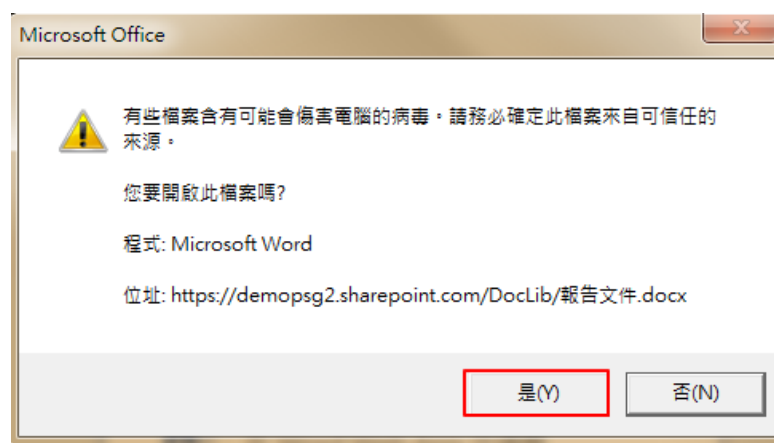 Microsoft Office
有些檔案含有可能會傷害電腦的病毒。請務必確定此檔案來自可信任的
來源。
您要開啟此檔案嗎?
程式: Microsoft Word
位址: https://demopsg2.sharepoint.com/DocLib/報告文件.docx
是(Y)
否(N)